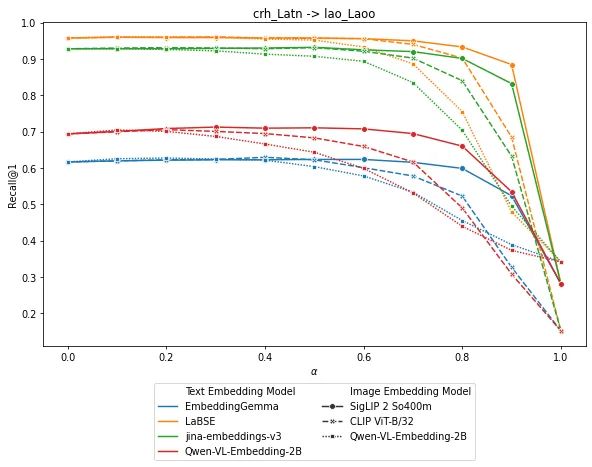 crh_Latn -> lao_Laoo
1.0
0.9
0.8
0.7
0.6
0.5
0.4
0.3
0.2
Recall@1
0.0 0.2 0.4 0.6 0.8 1.0
α
Text Embedding Model Image Embedding Model
EmbeddingGemma SigLIP 2 So400m
LaBSE CLIP ViT-B/32
jina-embeddings-v3 Qwen-VL-Embedding-2B
Qwen-VL-Embedding-2B